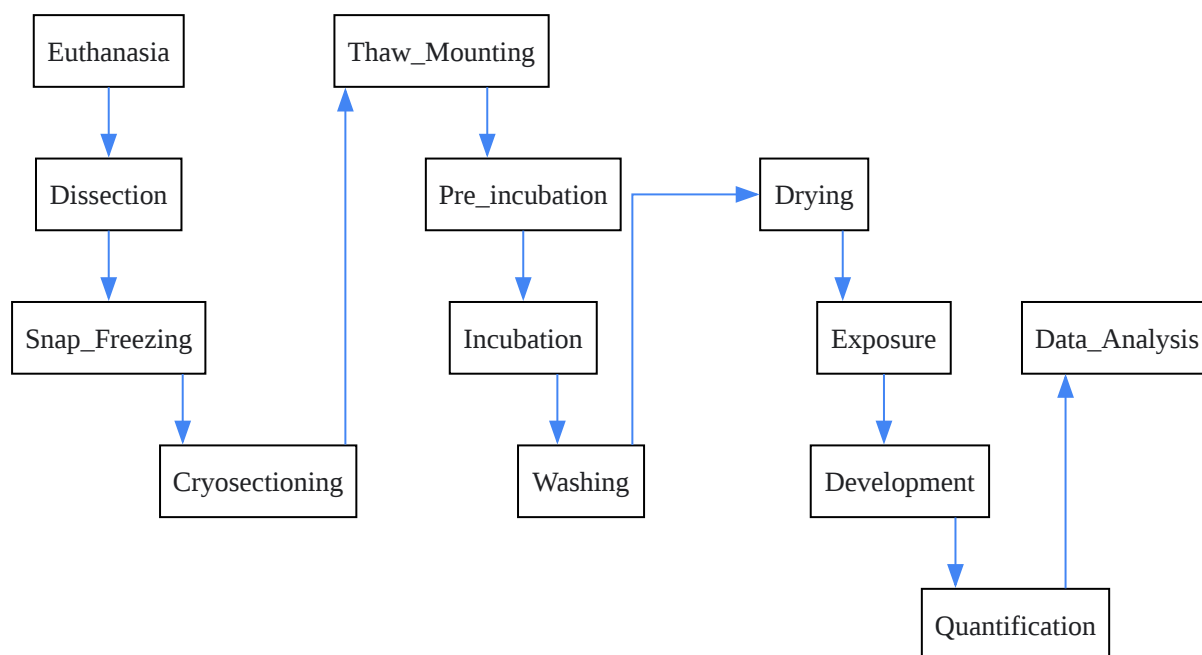 Euthanasia
Dissection
Snap_Freezing
Cryosectioning
Thaw_Mounting
Pre_incubation
Incubation
Washing
Drying
Exposure
Development
Quantification
Data_Analysis